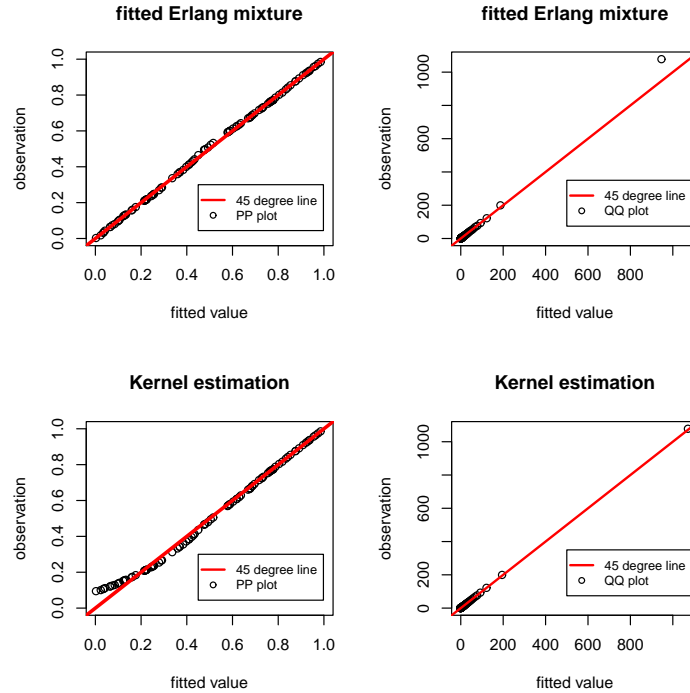 fitted Erlang mixture
observation
0.0 0.2 0.4 0.6 0.8 1.0
45 degree line
PP plot
0.0 0.2 0.4 0.6 0.8 1.0
fitted value
fitted Erlang mixture
observation
0 200 600 1000
45 degree line
QQ plot
0 200 400 600 800
fitted value
Kernel estimation
observation
0.0 0.2 0.4 0.6 0.8 1.0
45 degree line
PP plot
0.0 0.2 0.4 0.6 0.8 1.0
fitted value
Kernel estimation
observation
0 200 600 1000
45 degree line
QQ plot
0 200 400 600 800
fitted value